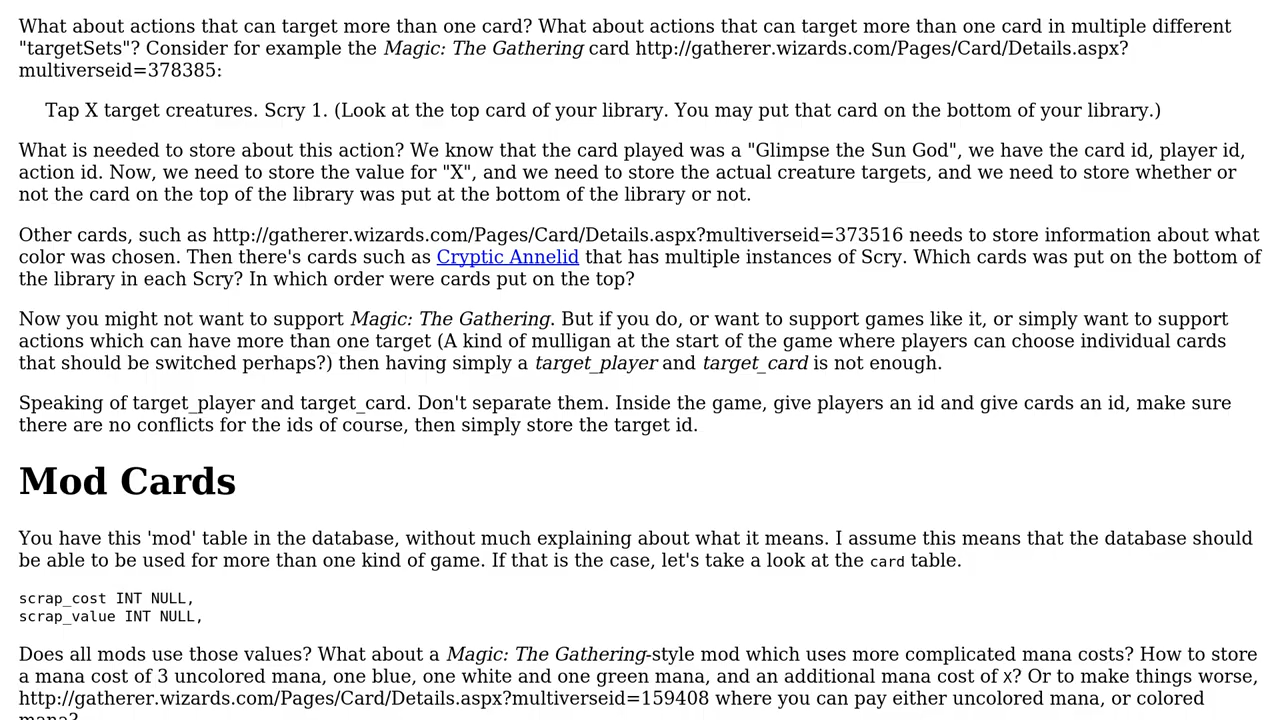 What about actions that can target more than one card? What about actions that can target more than one card in multiple different
"targetSets"? Consider for example the Magic: The Gathering card http://gatherer.wizards.com/Pages/Card/Details.aspx?
multiverseid=378385:
Tap X target creatures. Scry 1. (Look at the top card of your library. You may put that card on the bottom of your library.)
What is needed to store about this action? We know that the card played was a "Glimpse the Sun God", we have the card id, player id,
action id. Now, we need to store the value for "X", and we need to store the actual creature targets, and we need to store whether or
not the card on the top of the library was put at the bottom of the library or not.
Other cards, such as http://gatherer.wizards.com/Pages/Card/Details.aspx?multiverseid=373516 needs to store information about what
color was chosen. Then there's cards such as Cryptic Annelid that has multiple instances of Scry. Which cards was put on the bottom of
the library in each Scry? In which order were cards put on the top?
Now you might not want to support Magic: The Gathering. But if you do, or want to support games like it, or simply want to support
actions which can have more than one target (A kind of mulligan at the start of the game where players can choose individual cards
that should be switched perhaps?) then having simply a target_player and target_card is not enough.
Speaking of target_player and target_card. Don't separate them. Inside the game, give players an id and give cards an id, make sure
there are no conflicts for the ids of course, then simply store the target id.
Mod Cards
You have this 'mod' table in the database, without much explaining about what it means. I assume this means that the database should
be able to be used for more than one kind of game. If that is the case, let's take a look at the card table.
scrap_cost INT NULL,
scrap_value INT NULL,
Does all mods use those values? What about a Magic: The Gathering-style mod which uses more complicated mana costs? How to store
a mana cost of 3 uncolored mana, one blue, one white and one green mana, and an additional mana cost of X? Or to make things worse,
http://gatherer.wizards.com/Pages/Card/Details.aspx?multiverseid=159408 where you can pay either uncolored mana, or colored
mana?